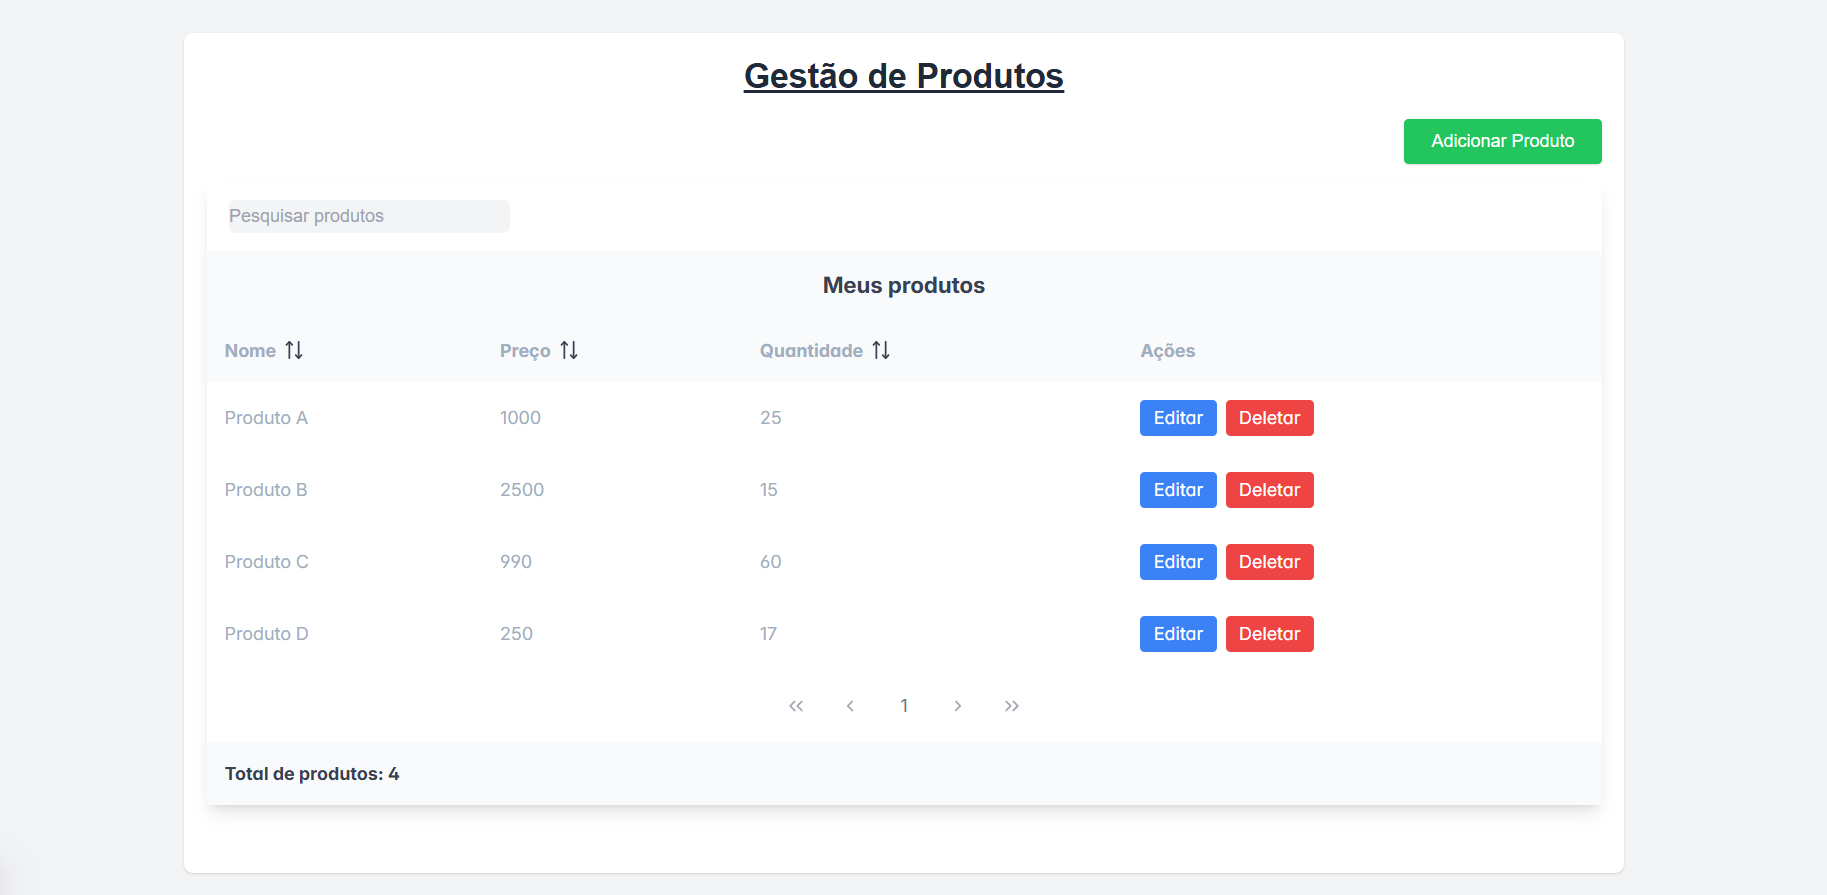 Gestão de Produtos
Adicionar Produto
Pesquisar produtos
Meus produtos
Nome Preço Quantidade Ações
Produto A 1000 25 Editar Deletar
Produto B 2500 15 Editar Deletar
Produto C 990 60 Editar Deletar
Produto D 250 17 Editar Deletar
1
Total de produtos: 4